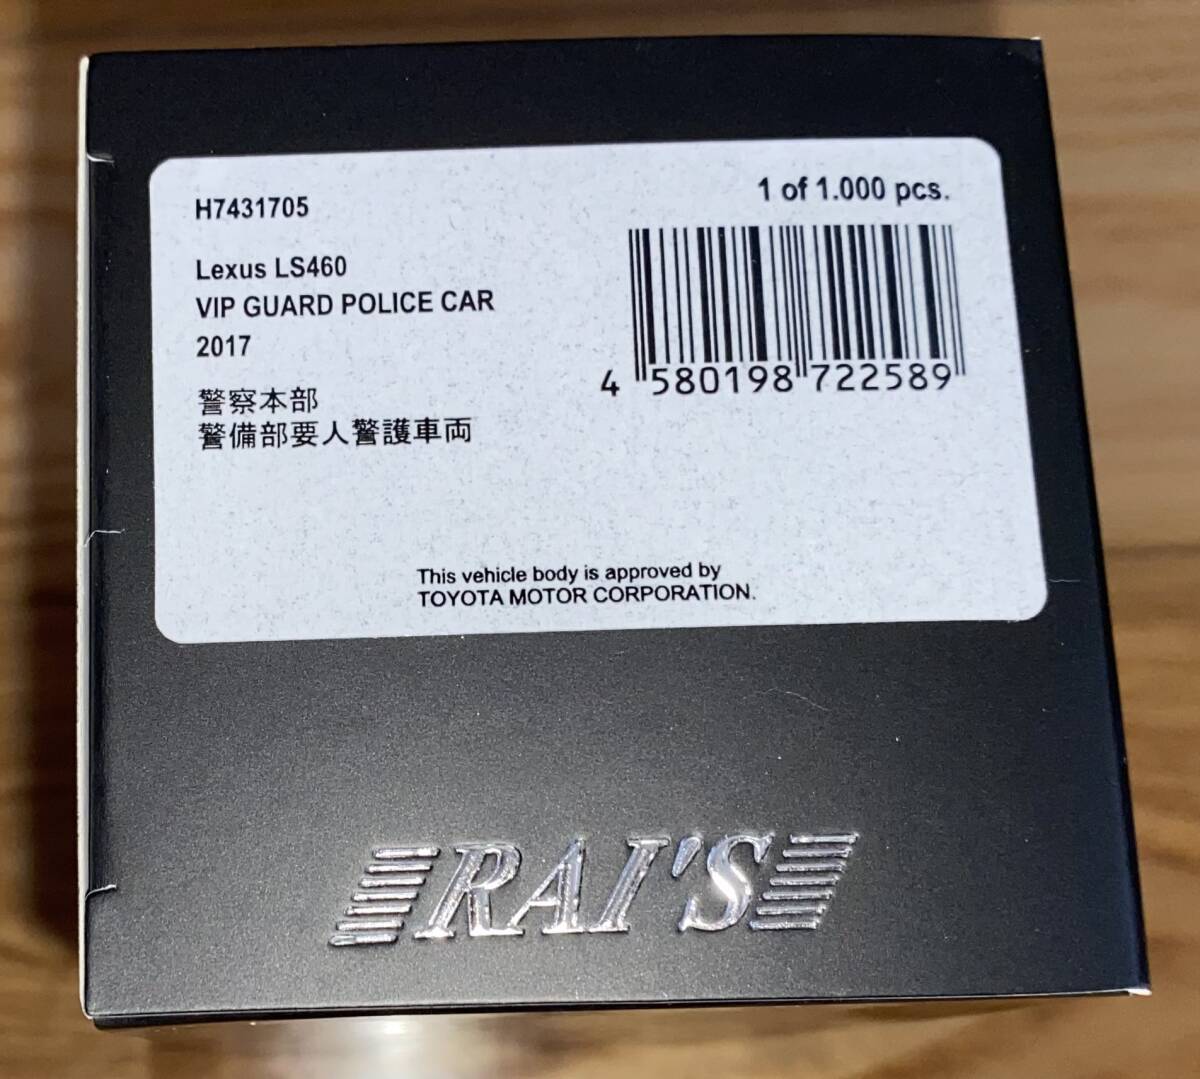 H7431705
1 of 1.000 pcs.
Lexus LS460
VIP GUARD POLICE CAR
2017
4 580198 722589
警察本部
警備部要人警護車両
This vehicle body is approved by
TOYOTA MOTOR CORPORATION.
RAI'S